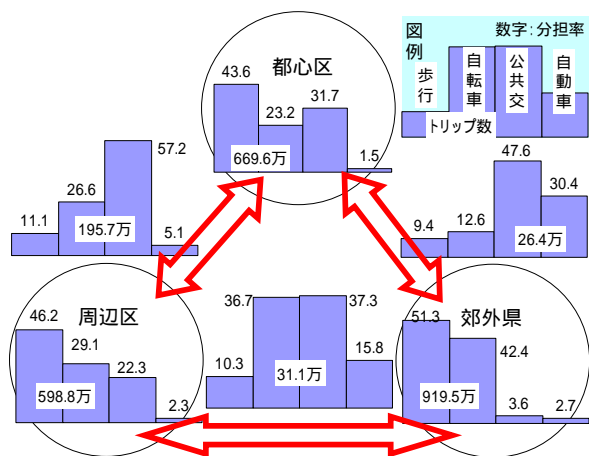 図例
数字：分担率
歩行
自転車
公共交
自動車
トリップ数
都心区
43.6
23.2
31.7
1.5
669.6万
11.1
26.6
57.2
5.1
195.7万
9.4
12.6
47.6
30.4
26.4万
周辺区
46.2
29.1
22.3
2.3
598.8万
10.3
36.7
37.3
15.8
31.1万
郊外県
51.3
42.4
3.6
2.7
919.5万